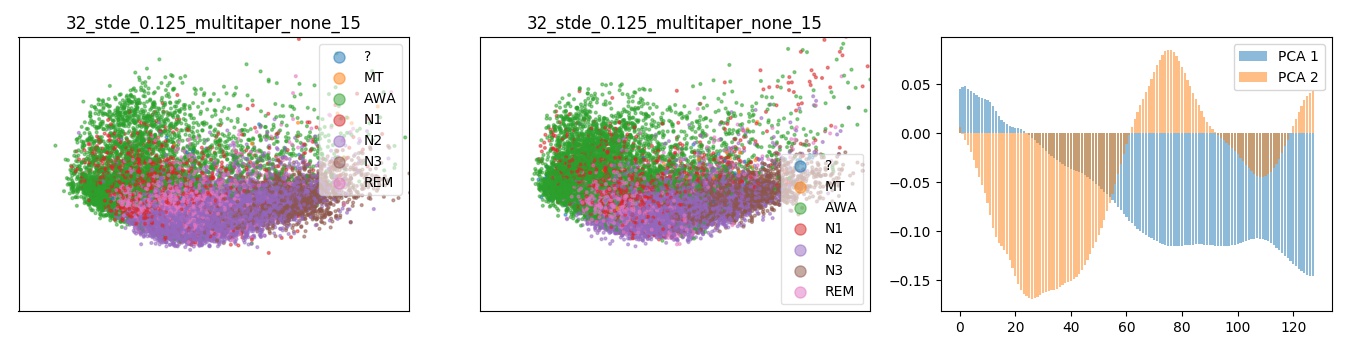 32_stde_0.125_multitaper_none_15
?
MT
AWA
N1
N2
N3
REM
32_stde_0.125_multitaper_none_15
?
MT
AWA
N1
N2
N3
REM
PCA 1
PCA 2
0.05
0.00
−0.05
−0.10
−0.15
0 20 40 60 80 100 120